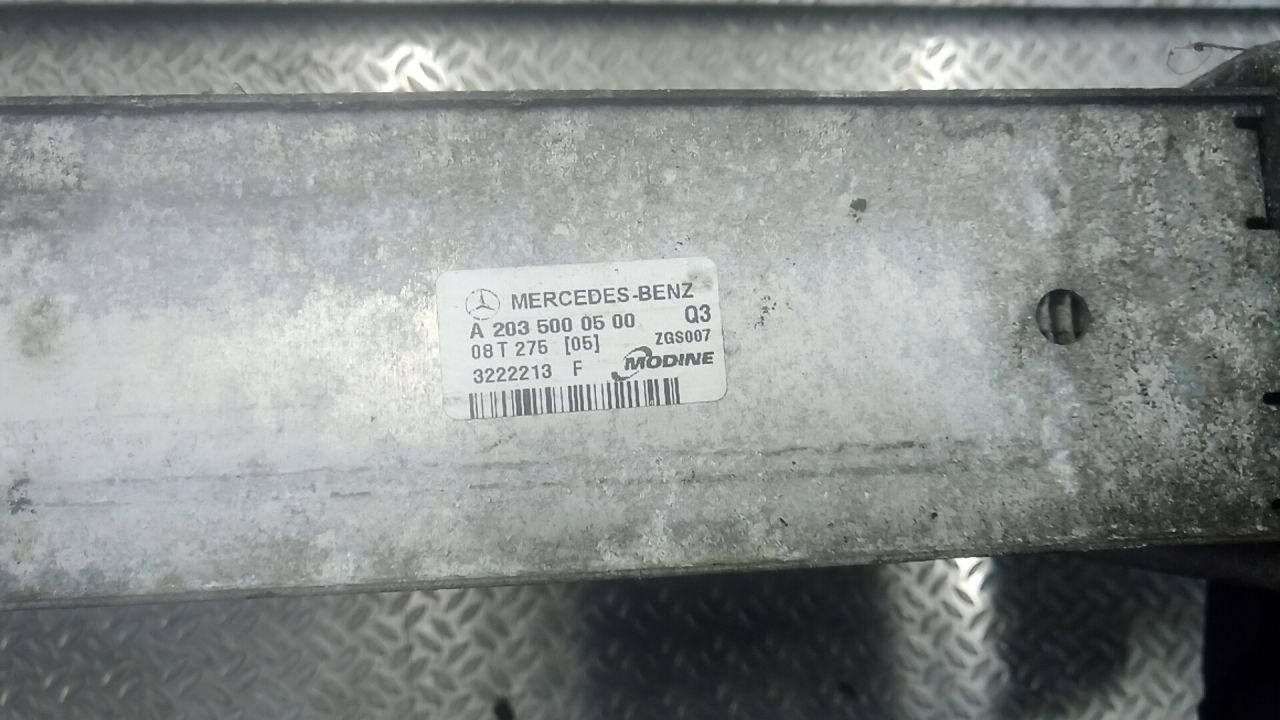 MERCEDES-BENZ
A 203 500 05 00 Q3
08 T 275 [05] ZGS007
3222213 F MODINE